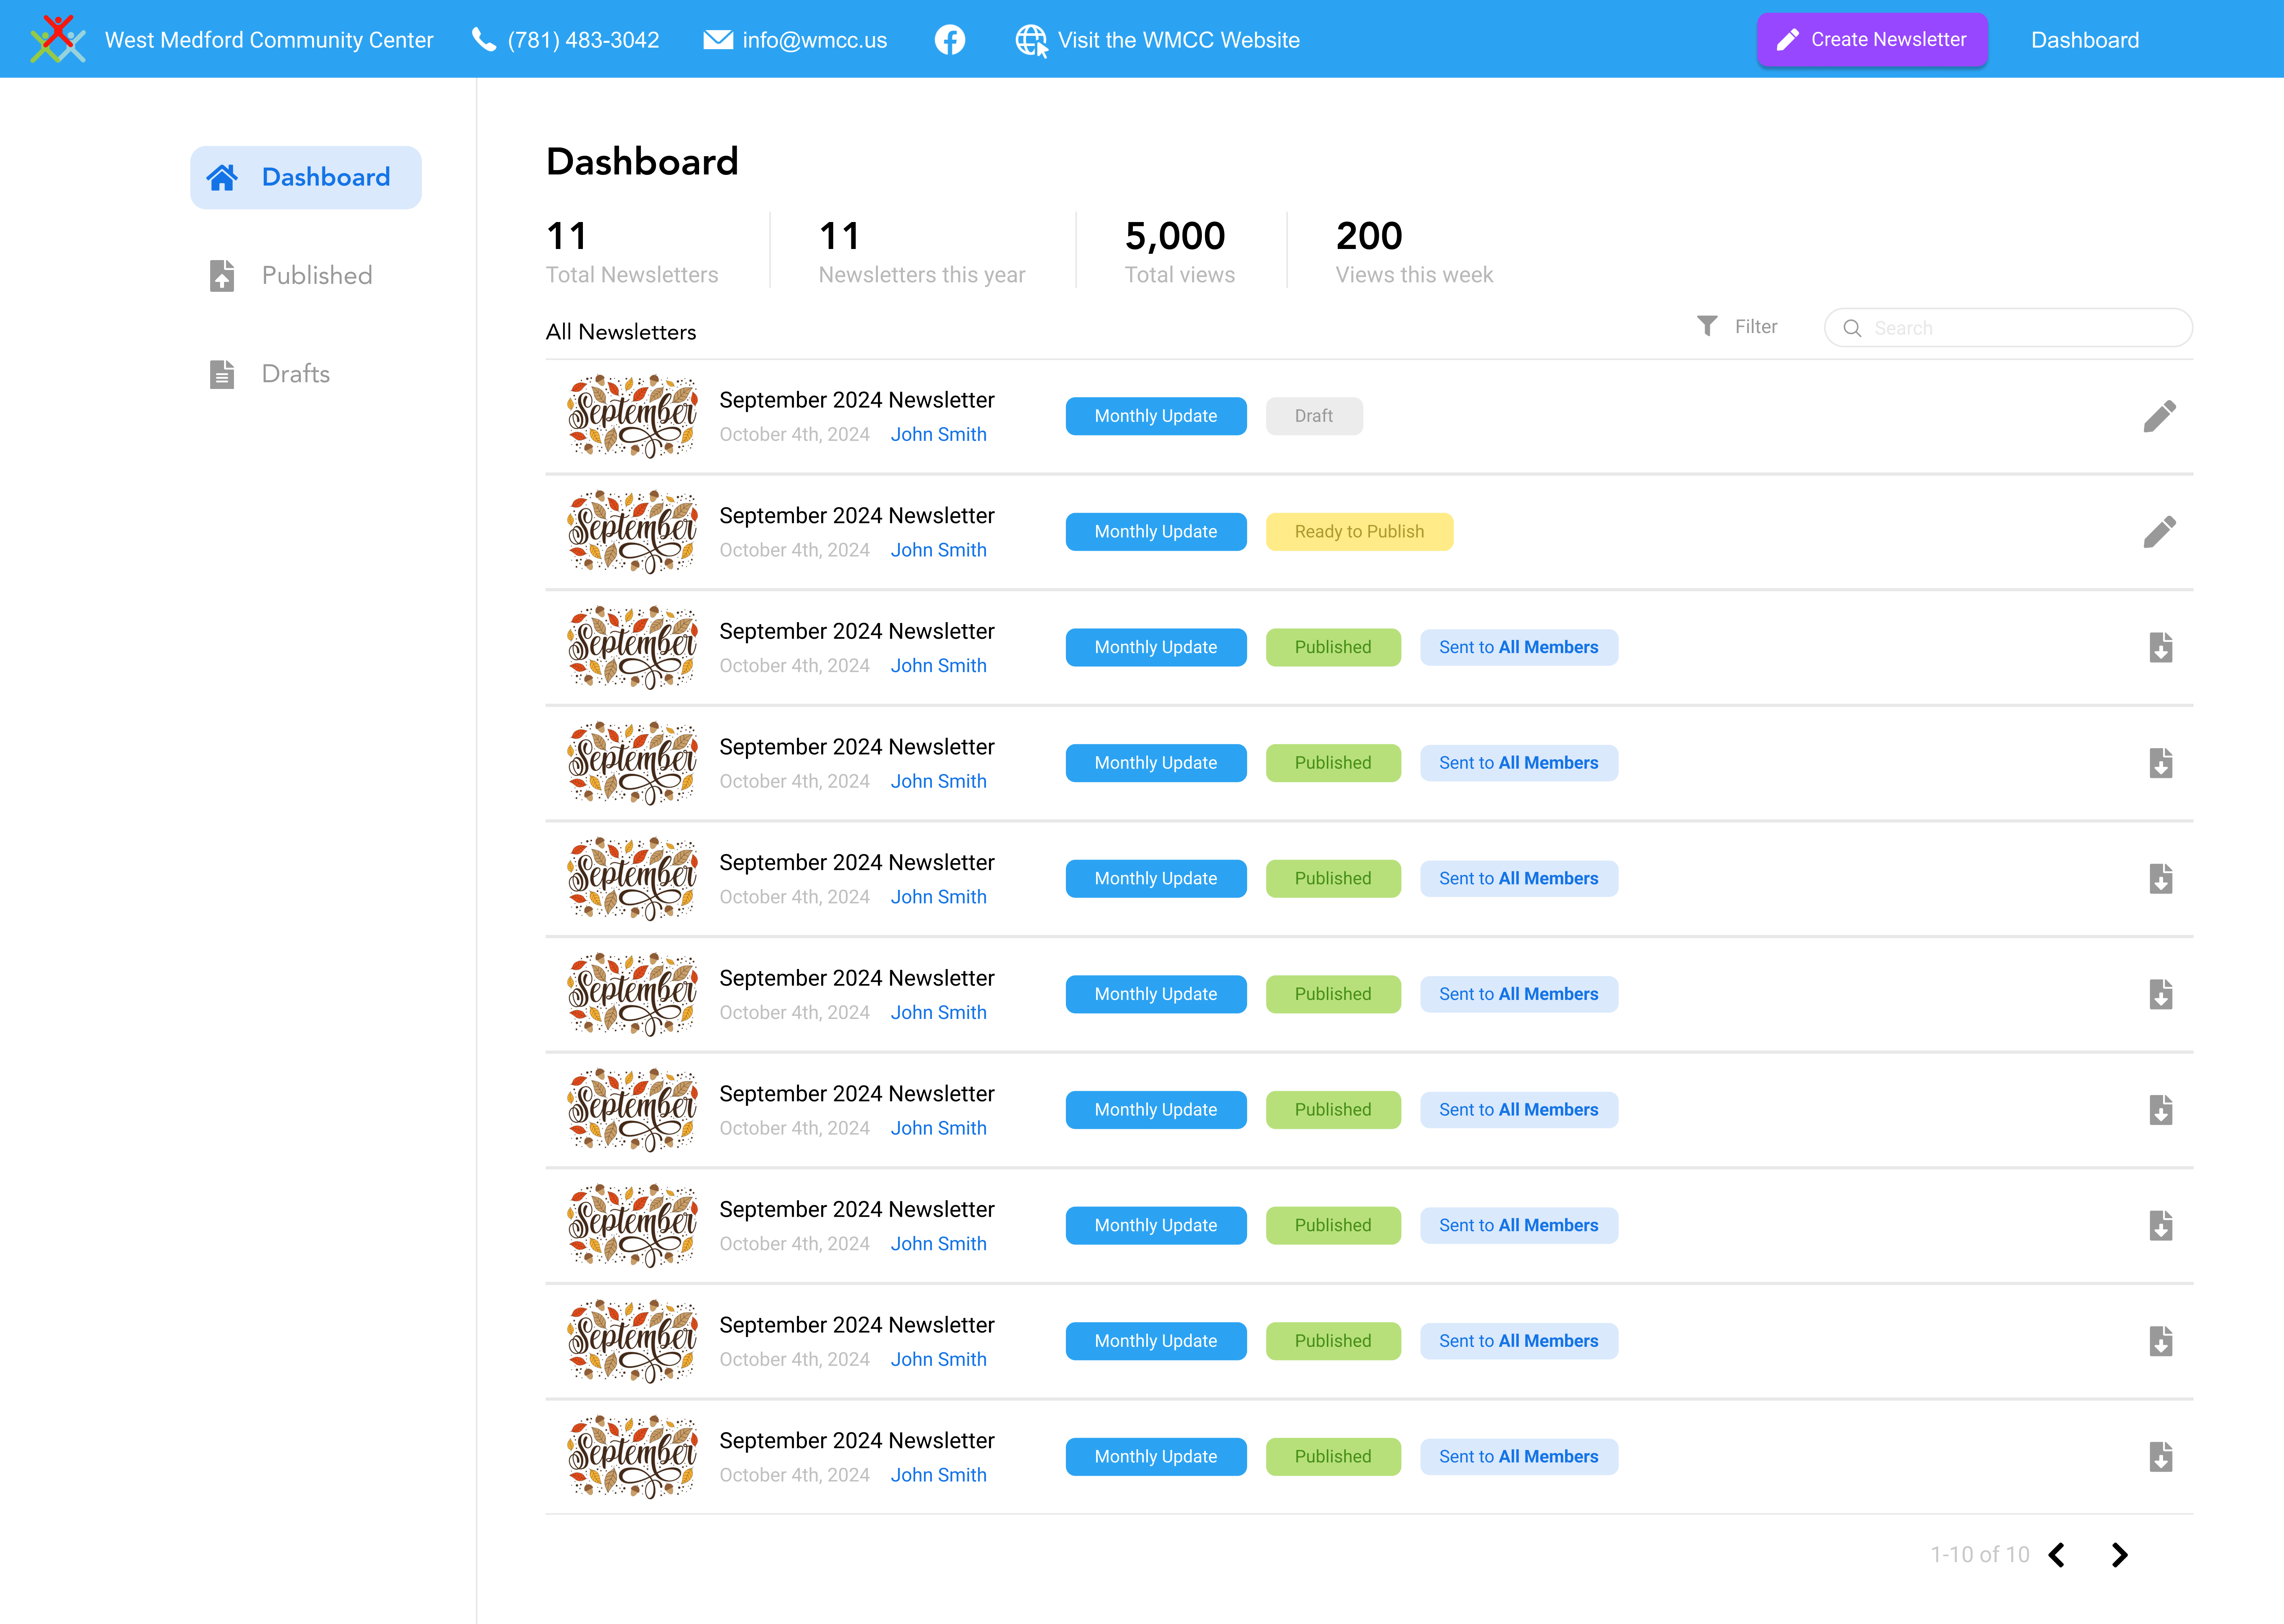 West Medford Community Center (781) 483-3042 info@wmcc.us Visit the WMCC Website Create Newsletter Dashboard
Dashboard
Published
Drafts
Dashboard
11 11 5,000 200
Total Newsletters Newsletters this year Total views Views this week
All Newsletters Filter Search
September
September 2024 Newsletter
October 4th, 2024 John Smith
Monthly Update Draft
September
September 2024 Newsletter
October 4th, 2024 John Smith
Monthly Update Ready to Publish
September
September 2024 Newsletter
October 4th, 2024 John Smith
Monthly Update Published Sent to All Members
September
September 2024 Newsletter
October 4th, 2024 John Smith
Monthly Update Published Sent to All Members
September
September 2024 Newsletter
October 4th, 2024 John Smith
Monthly Update Published Sent to All Members
September
September 2024 Newsletter
October 4th, 2024 John Smith
Monthly Update Published Sent to All Members
September
September 2024 Newsletter
October 4th, 2024 John Smith
Monthly Update Published Sent to All Members
September
September 2024 Newsletter
October 4th, 2024 John Smith
Monthly Update Published Sent to All Members
September
September 2024 Newsletter
October 4th, 2024 John Smith
Monthly Update Published Sent to All Members
September
September 2024 Newsletter
October 4th, 2024 John Smith
Monthly Update Published Sent to All Members
1-10 of 10